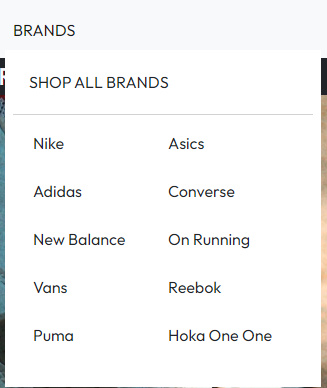 BRANDS
SHOP ALL BRANDS
Nike Asics
Adidas Converse
New Balance On Running
Vans Reebok
Puma Hoka One One